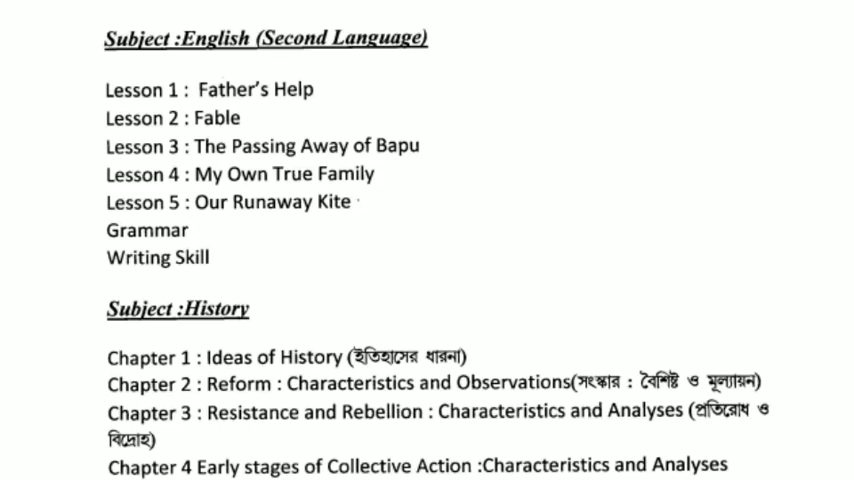 Subject :English (Second Language)
Lesson 1 : Father's Help
Lesson 2 : Fable
Lesson 3 : The Passing Away of Bapu
Lesson 4 : My Own True Family
Lesson 5 : Our Runaway Kite
Grammar
Writing Skill
Subject :History
Chapter 1 : Ideas of History (ইতিহাসের ধারনা)
Chapter 2 : Reform : Characteristics and Observations(সংস্কার : বৈশিষ্ট ও মূল্যায়ন)
Chapter 3 : Resistance and Rebellion : Characteristics and Analyses (প্রতিরোধ ও
বিদ্রোহ)
Chapter 4 Early stages of Collective Action :Characteristics and Analyses